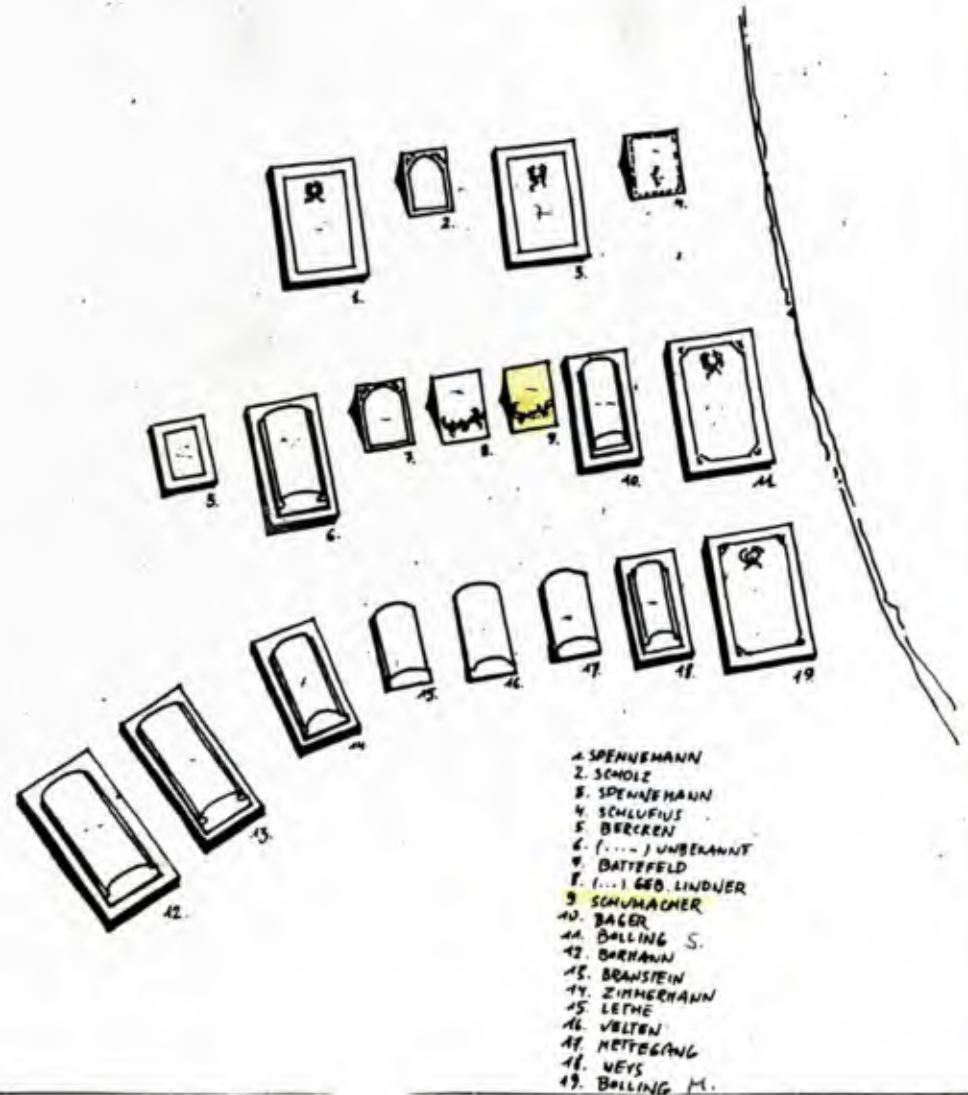 1.
2.
3.
4.
5.
6.
7.
8.
9.
10.
11.
12.
13.
14
15.
16.
17.
18.
19.
1. SPENNEMANN
2. SCHOLZ
3. SPENNEMANN
4. SCHLUFIUS
5. BERCKEN
6. (....) UNBEKANNT
7. BATTEFELD
8. (...) GEB. LINDNER
9 SCHUMACHER
10. BAGER
11. BOLLING S.
12. BORMANN
13. BRANSTEIN
14. ZIMMERMANN
15. LETHE
16. VELTEN
17. METTEGANG
18. WEYS
19. BOLLING M.